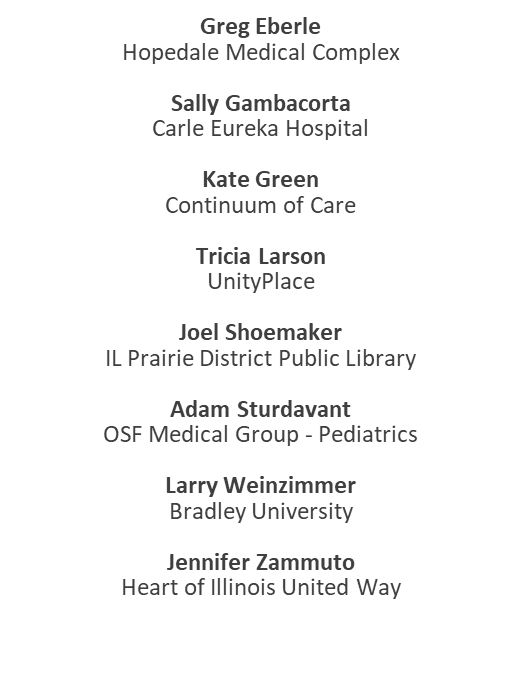 Greg Eberle
Hopedale Medical Complex
Sally Gambacorta
Carle Eureka Hospital
Kate Green
Continuum of Care
Tricia Larson
UnityPlace
Joel Shoemaker
IL Prairie District Public Library
Adam Sturdavant
OSF Medical Group - Pediatrics
Larry Weinzimmer
Bradley University
Jennifer Zammuto
Heart of Illinois United Way